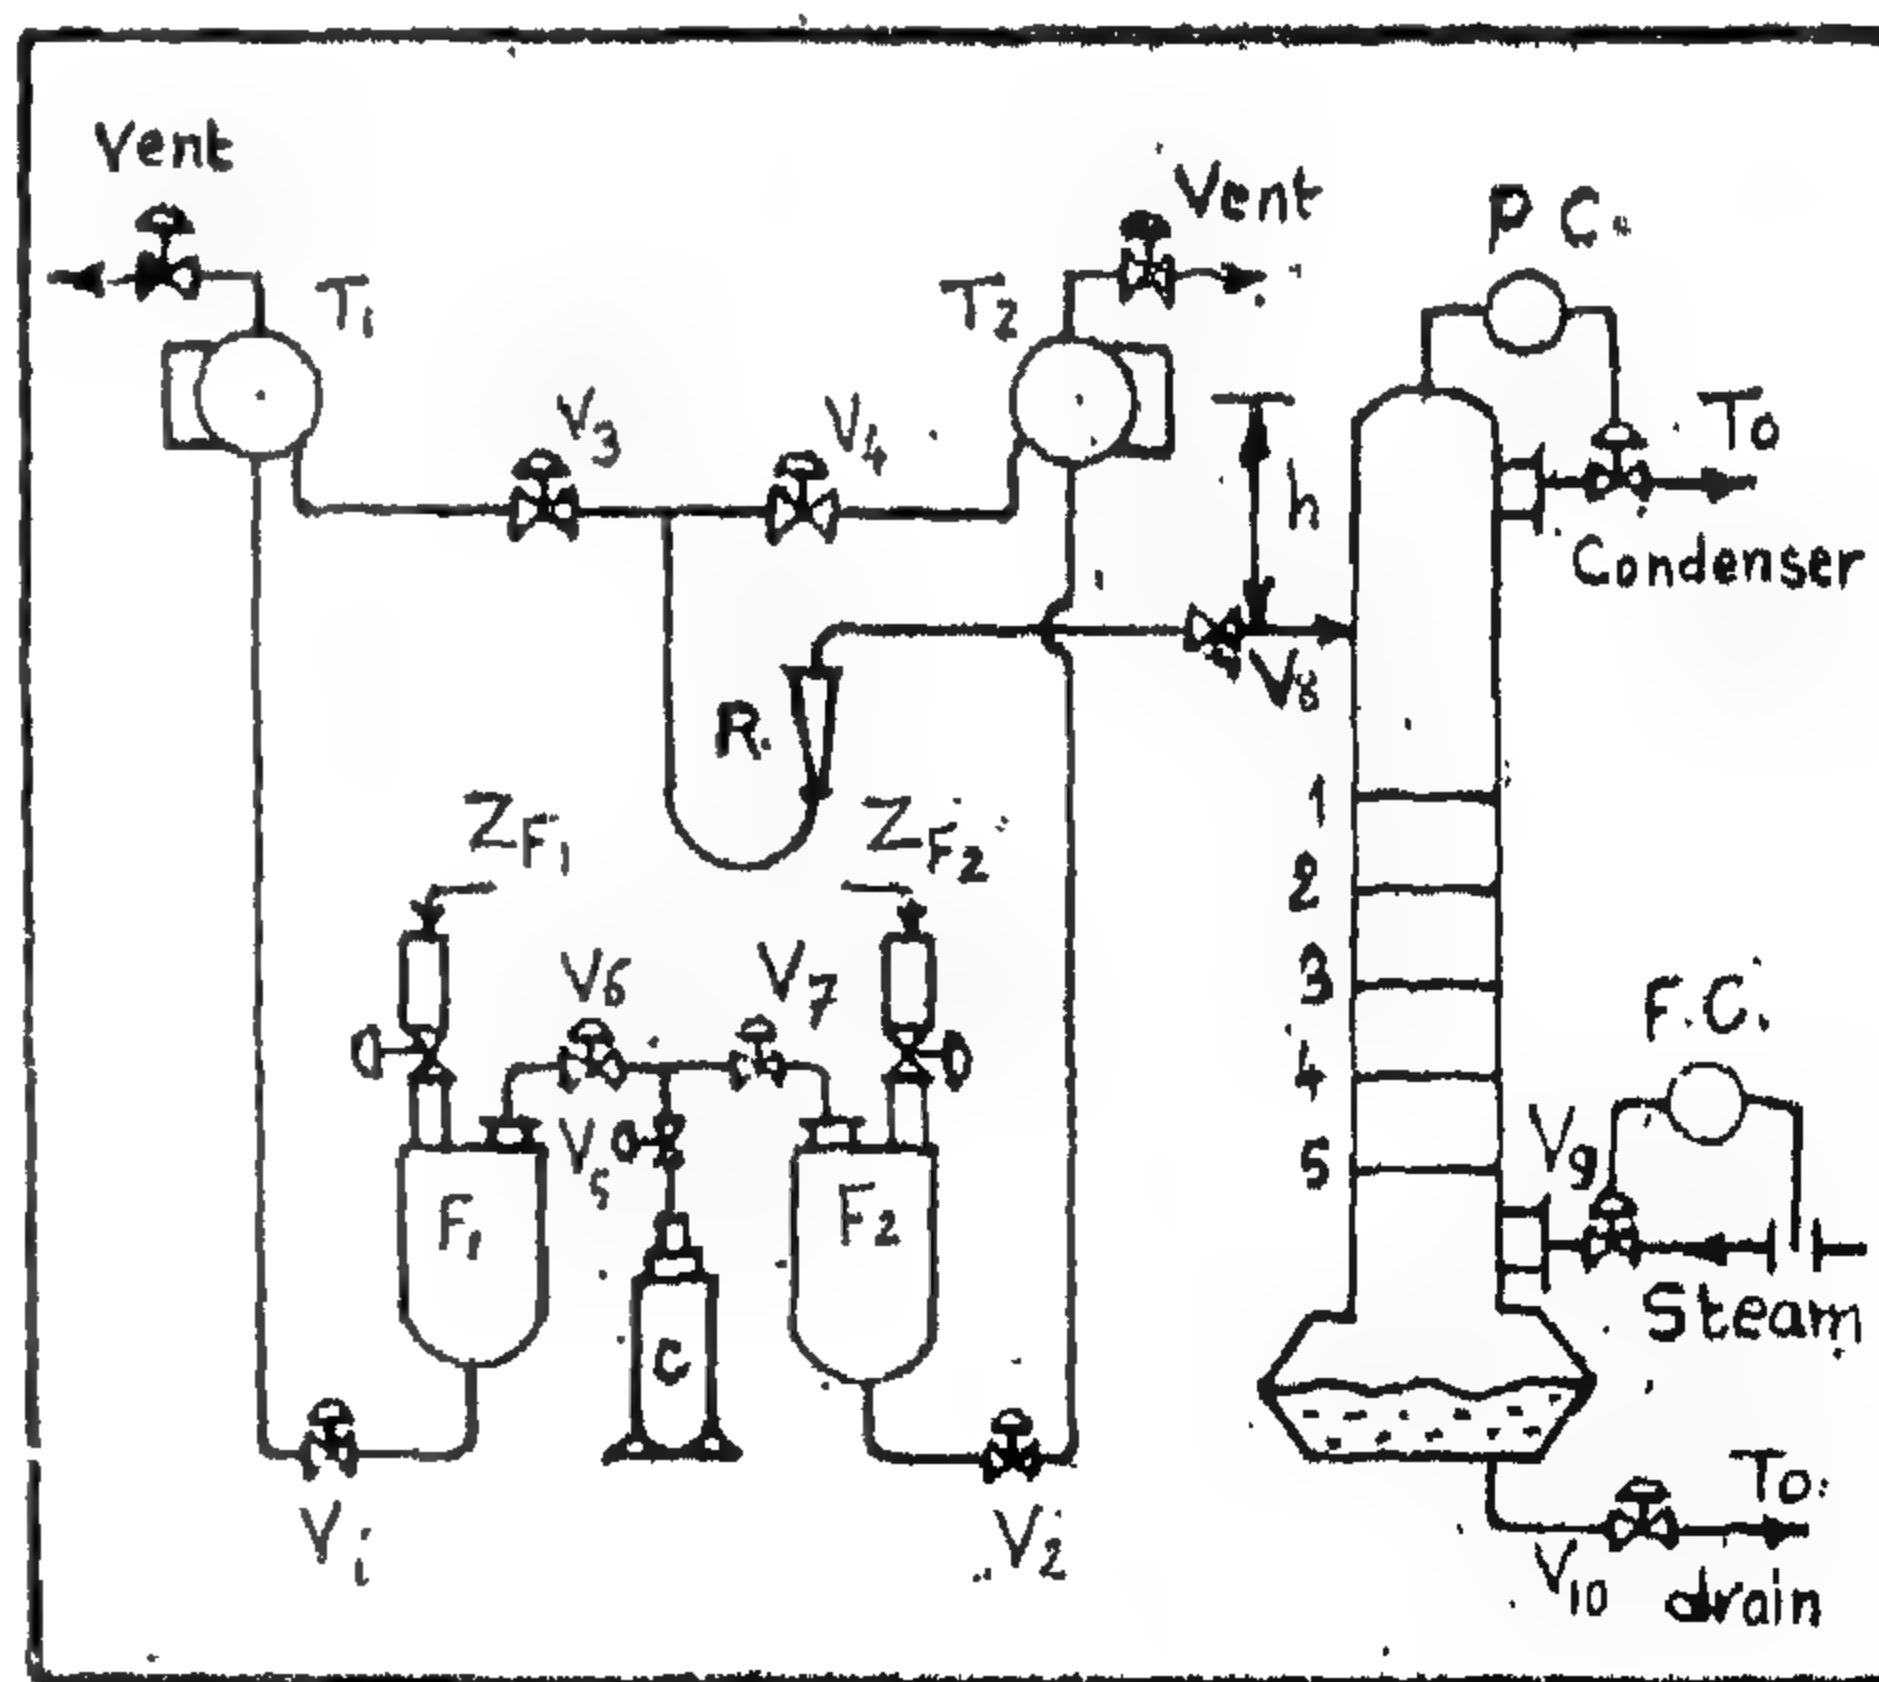 Vent
Vent
P C.
T1
T2
V3
V4
h
To
Condenser
V8
R.
ZF1
ZF2
1
2
3
4
5
V6
V7
V5
F.C.
V9
F1
F2
C
Steam
V1
V2
To
V10
drain